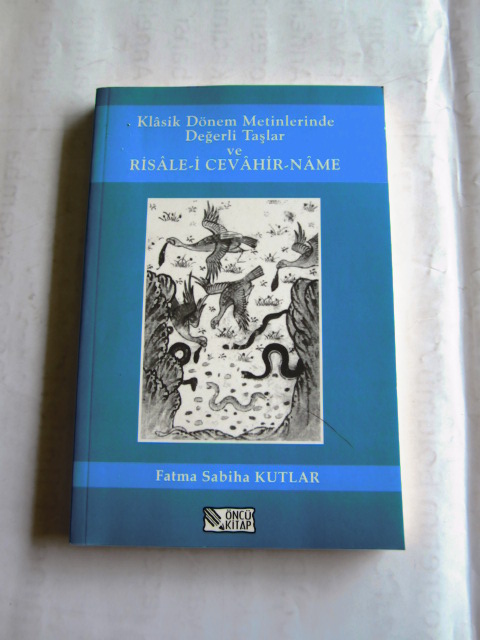 Klâsik Dönem Metinlerinde
Değerli Taşlar
ve
RİSÂLE-İ CEVÂHİR-NÂME
Fatma Sabiha KUTLAR
ÖNCÜ
KİTAP